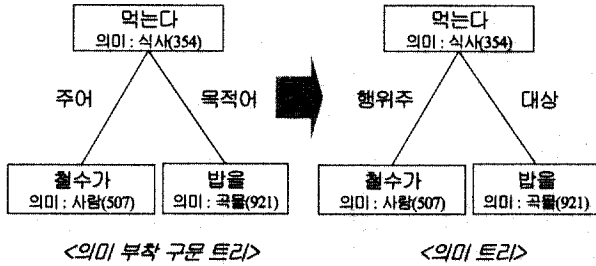 먹는다
의미 : 식사(354)
주어
목적어
철수가
의미 : 사람(507)
밥을
의미 : 곡물(921)
<의미 부착 구문 트리>
먹는다
의미 : 식사(354)
행위주
대상
철수가
의미 : 사람(507)
밥을
의미 : 곡물(921)
<의미 트리>